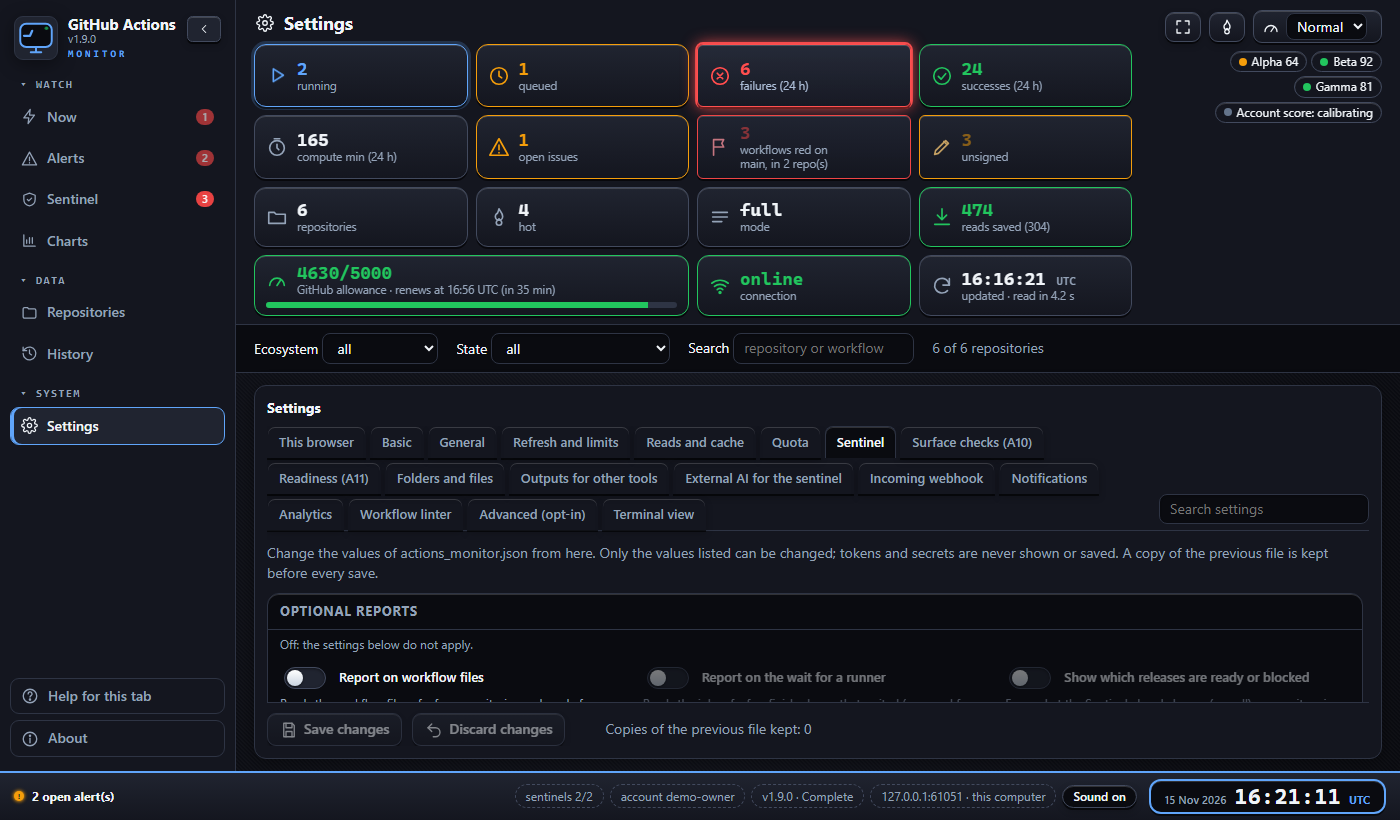 GitHub Actions
v1.9.0
MONITOR
WATCH
Now 1
Alerts 2
Sentinel 3
Charts
DATA
Repositories
History
SYSTEM
Settings
Help for this tab
About
Settings
Normal
Alpha 64
Beta 92
Gamma 81
Account score: calibrating
2
running
1
queued
6
failures (24 h)
24
successes (24 h)
165
compute min (24 h)
1
open issues
3
workflows red on
main, in 2 repo(s)
3
unsigned
6
repositories
4
hot
full
mode
474
reads saved (304)
4630/5000
GitHub allowance · renews at 16:56 UTC (in 35 min)
online
connection
16:16:21 UTC
updated · read in 4.2 s
Ecosystem all State all Search repository or workflow 6 of 6 repositories
Settings
This browser Basic General Refresh and limits Reads and cache Quota Sentinel Surface checks (A10)
Readiness (A11) Folders and files Outputs for other tools External AI for the sentinel Incoming webhook Notifications
Analytics Workflow linter Advanced (opt-in) Terminal view
Search settings
Change the values of actions_monitor.json from here. Only the values listed can be changed; tokens and secrets are never shown or saved. A copy of the previous file is kept
before every save.
OPTIONAL REPORTS
Off: the settings below do not apply.
Report on workflow files Report on the wait for a runner Show which releases are ready or blocked
Save changes Discard changes Copies of the previous file kept: 0
2 open alert(s) sentinels 2/2 account demo-owner v1.9.0 · Complete 127.0.0.1:61051 · this computer Sound on 15 Nov 2026 16:21:11 UTC